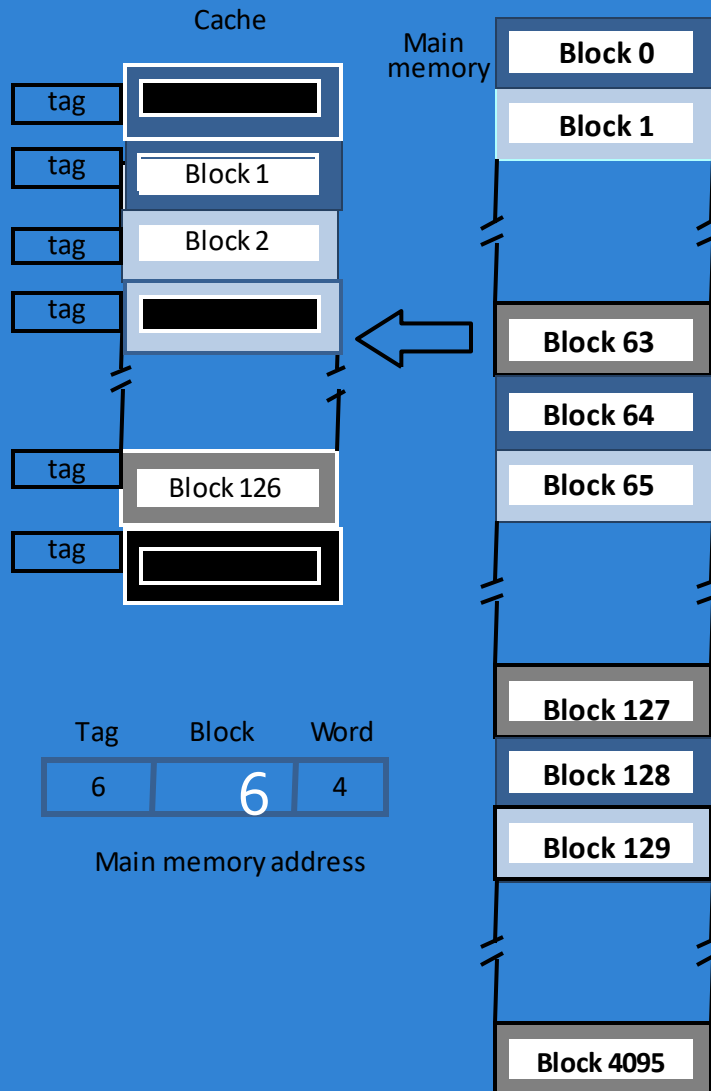 Cache
tag
tag
Block 1
tag
Block 2
tag
tag
Block 126
tag
Main
memory
Block 0
Block 1
Block 63
Block 64
Block 65
Block 127
Block 128
Block 129
Block 4095
Tag Block Word
6 6 4
Main memory address